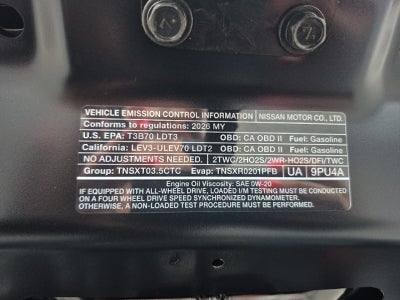 VEHICLE EMISSION CONTROL INFORMATION NISSAN MOTOR CO., LTD.
Conforms to regulations: 2026 MY
U.S. EPA: T3B70 LDT3 OBD: CA OBD II Fuel: Gasoline
California: LEV3-ULEV70 LDT2 OBD: CA OBD II Fuel: Gasoline
NO ADJUSTMENTS NEEDED. 2TWC/2HO2S/2WR-HO2S/DFI/TWC
Group: TNSXT03.5CTC Evap: TNSXR0201PFB UA 9PU4A
Engine Oil Viscosity: SAE 0W-20
IF EQUIPPED WITH ALL-WHEEL DRIVE, LOADED I/M TESTING MUST BE CONDUCTED
ON A FOUR WHEEL DRIVE SPEED SYNCHRONIZED DYNAMOMETER.
OTHERWISE, A NON-LOADED TEST PROCEDURE MUST BE USED.